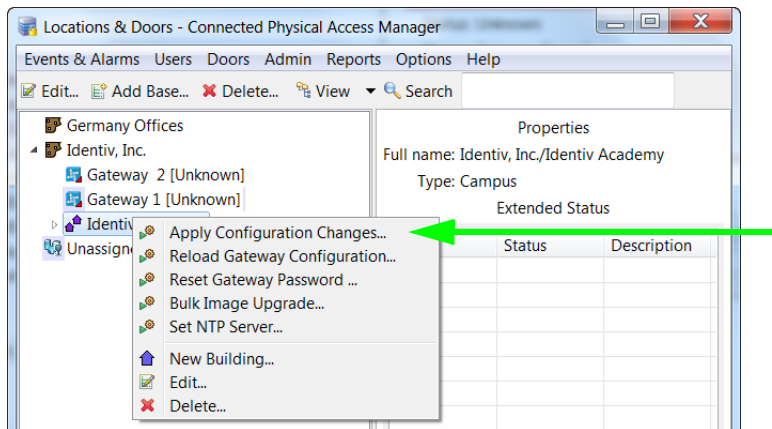 Locations & Doors - Connected Physical Access Manager
Events & Alarms Users Doors Admin Reports Options Help
Edit... Add Base... Delete... View Search
Germany Offices
Identiv, Inc.
Gateway 2 [Unknown]
Gateway 1 [Unknown]
Identiv
Unassign
Apply Configuration Changes...
Reload Gateway Configuration...
Reset Gateway Password ...
Bulk Image Upgrade...
Set NTP Server...
New Building...
Edit...
Delete...
Properties
Full name: Identiv, Inc./Identiv Academy
Type: Campus
Extended Status
Status Description